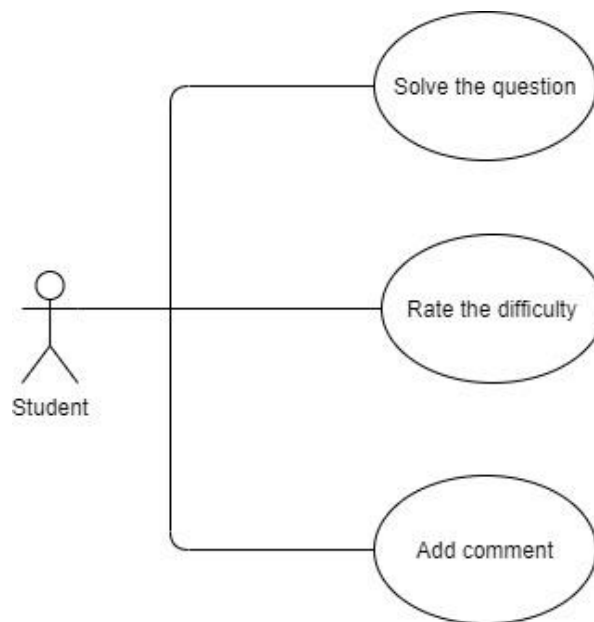 Solve the question
Rate the difficulty
Student
Add comment